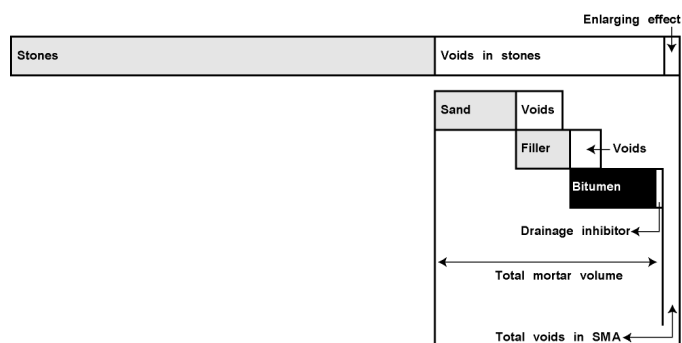 Enlarging effect
Stones
Voids in stones
Sand
Voids
Filler
Voids
Bitumen
Drainage inhibitor
Total mortar volume
Total voids in SMA